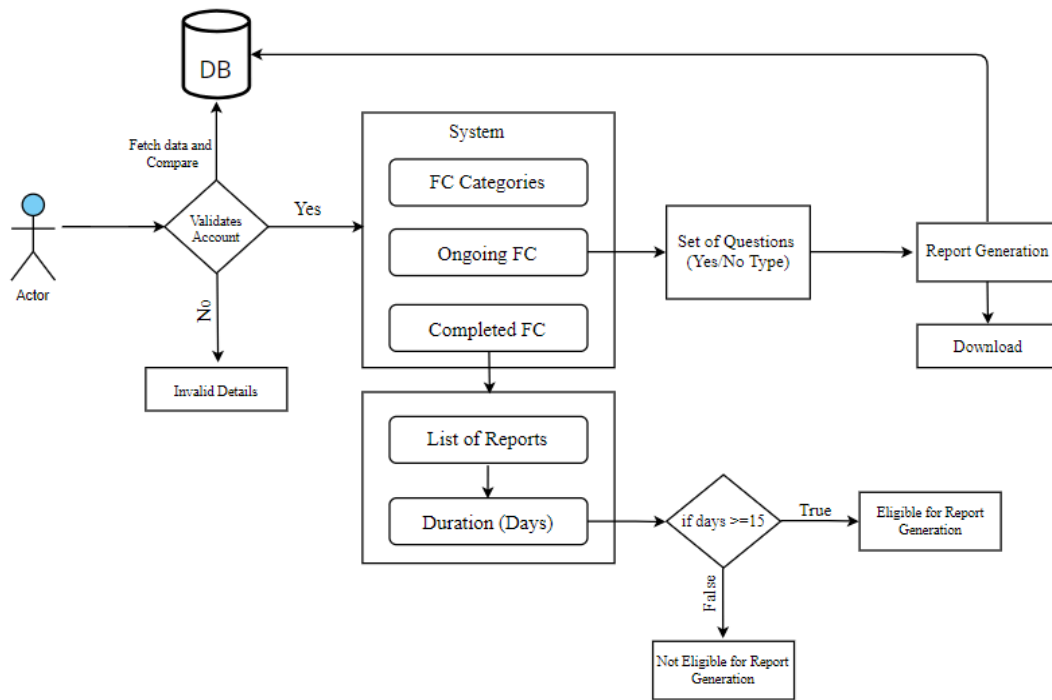 DB
Fetch data and
Compare
System
FC Categories
Validates
Account
Yes
Ongoing FC
Set of Questions
(Yes/No Type)
Report Generation
Actor
No
Completed FC
Download
Invalid Details
List of Reports
Duration (Days)
if days >=15
True
Eligible for Report
Generation
False
Not Eligible for Report
Generation